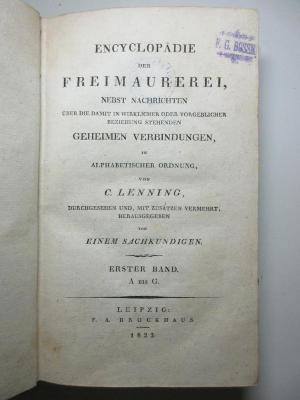 ENCYCLOPÄDIE
DER
FREIMAUREREI,
NEBST NACHRICHTEN
ÜBER DIE DAMIT IN WIRKLICHER ODER VORGEBLICHER
BEZIEHUNG STEHENDEN
GEHEIMEN VERBINDUNGEN,
IN
ALPHABETISCHER ORDNUNG,
VON
C. LENNING,
DURCHGESEHEN UND, MIT ZUSÄTZEN VERMEHRT,
HERAUSGEGEBEN
VON
EINEM SACHKUNDIGEN.
ERSTER BAND.
A BIS G.
LEIPZIG:
F. A. BROCKHAUS.
1822.